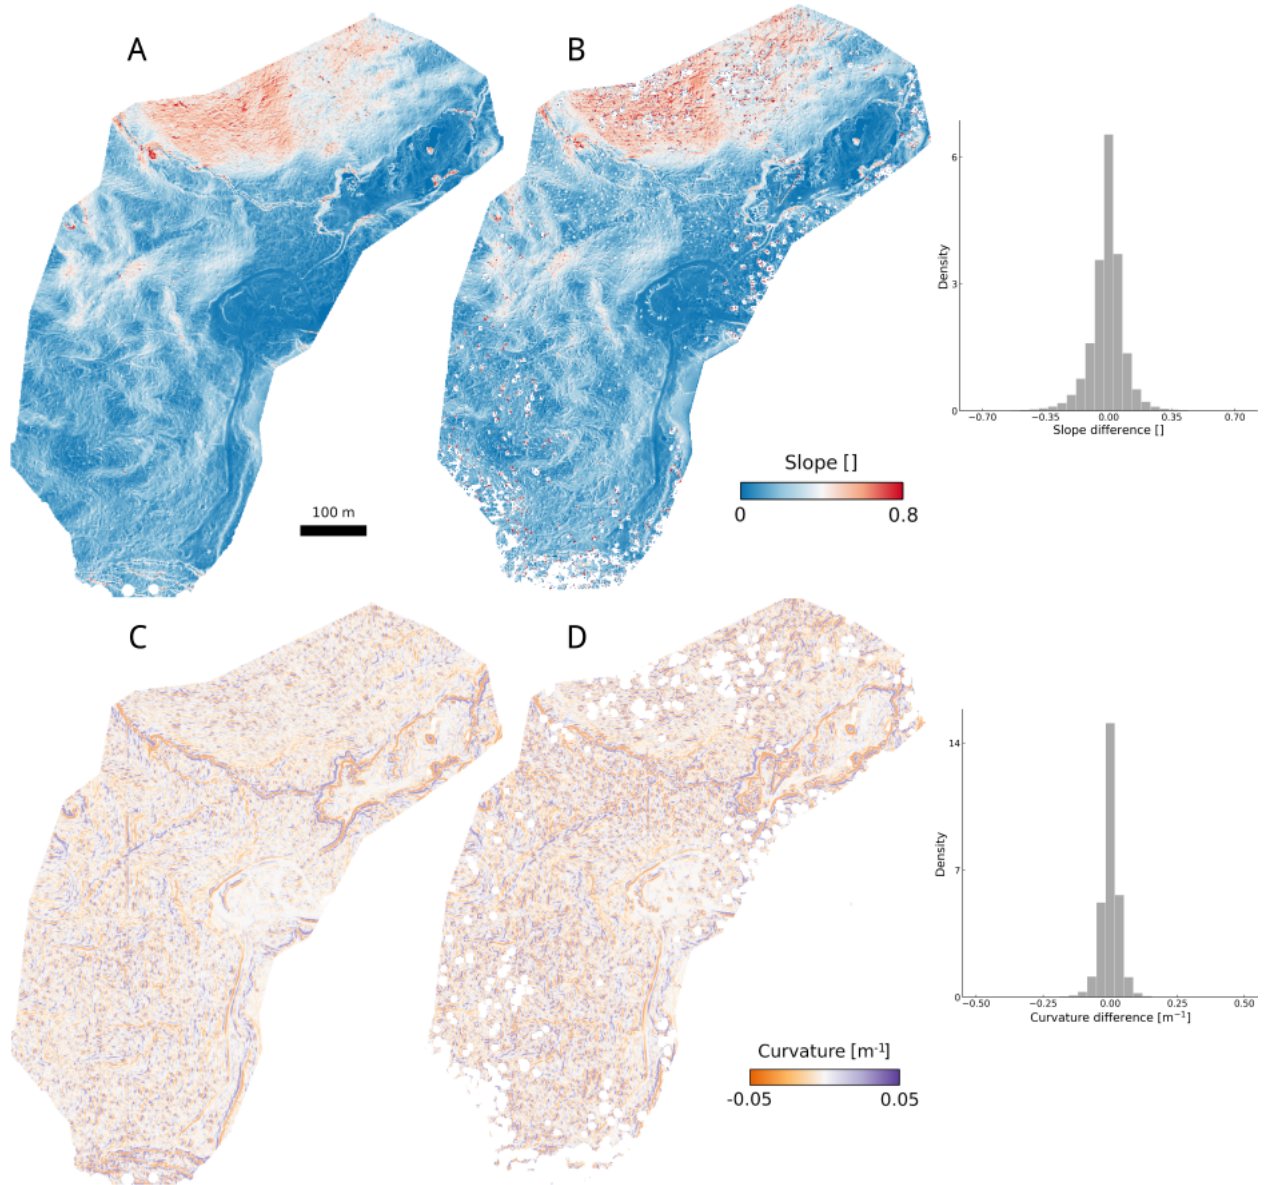 A
B
6
3
0
Density
−0.70
−0.35
0.00
0.35
0.70
Slope difference []
Slope []
0
0.8
100 m
C
D
14
7
0
Density
−0.50
−0.25
0.00
0.25
0.50
Curvature difference [m⁻¹]
Curvature [m⁻¹]
-0.05
0.05